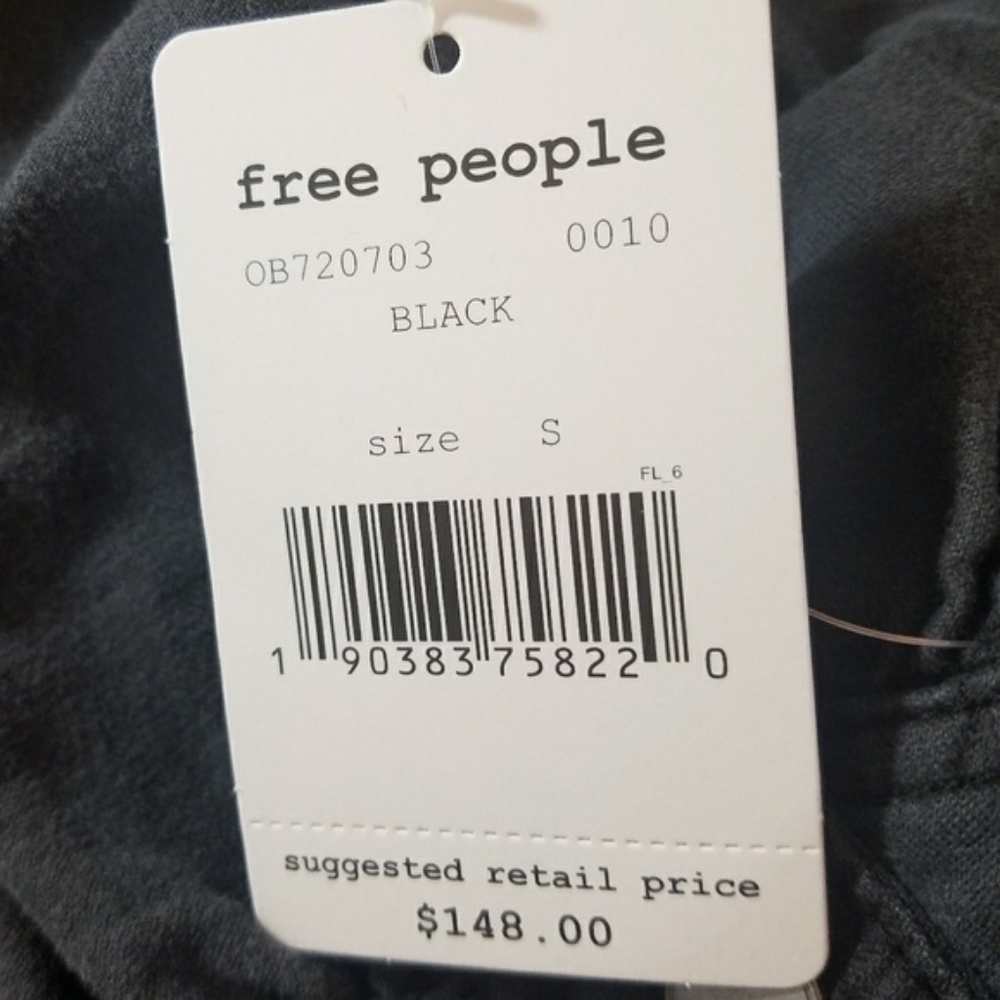 free people
OB720703 0010
BLACK
size S
FL_6
1 90383 75822 0
suggested retail price
$148.00